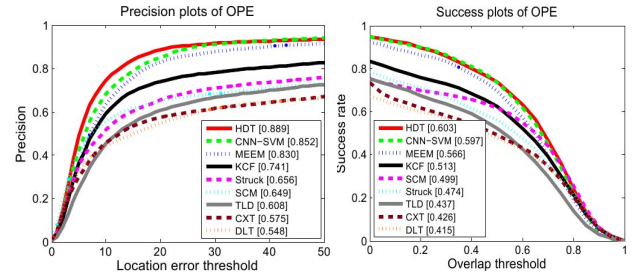 Precision plots of OPE
1
0.8
0.6
0.4
0.2
0
Precision
HDT [0.889]
CNN-SVM [0.852]
MEEM [0.830]
KCF [0.741]
Struck [0.656]
SCM [0.649]
TLD [0.608]
CXT [0.575]
DLT [0.548]
0 10 20 30 40 50
Location error threshold
Success plots of OPE
1
0.8
0.6
0.4
0.2
0
Success rate
HDT [0.603]
CNN-SVM [0.597]
MEEM [0.566]
KCF [0.513]
SCM [0.499]
Struck [0.474]
TLD [0.437]
CXT [0.426]
DLT [0.415]
0 0.2 0.4 0.6 0.8 1
Overlap threshold